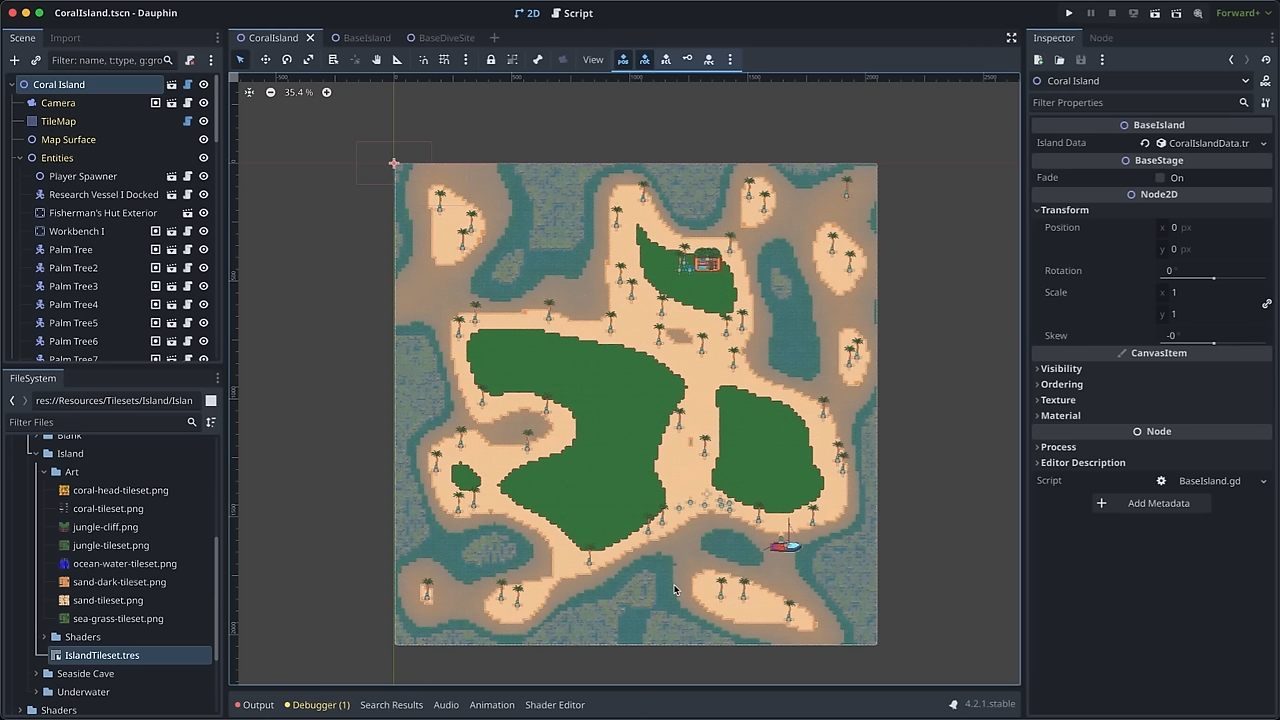 CoralIsland.tscn - Dauphin
2D
Script
Forward+
Scene
Import
Filter: name, t:type, g:gro
Coral Island
Camera
TileMap
Map Surface
Entities
Player Spawner
Research Vessel I Docked
Fisherman's Hut Exterior
Workbench I
Palm Tree
Palm Tree2
Palm Tree3
Palm Tree4
Palm Tree5
Palm Tree6
Palm Tree7
FileSystem
res://Resources/Tilesets/Island/Islan
Filter Files
Blank
Island
Art
coral-head-tileset.png
coral-tileset.png
jungle-cliff.png
jungle-tileset.png
ocean-water-tileset.png
sand-dark-tileset.png
sand-tileset.png
sea-grass-tileset.png
Shaders
IslandTileset.tres
Seaside Cave
Underwater
Shaders
CoralIsland
BaseIsland
BaseDiveSite
View
35.4 %
Output
Debugger (1)
Search Results
Audio
Animation
Shader Editor
4.2.1.stable
Inspector
Node
Coral Island
Filter Properties
BaseIsland
Island Data
CoralIslandData.tr
BaseStage
Fade
On
Node2D
Transform
Position
x 0 px
y 0 px
Rotation
0 °
Scale
x 1
y 1
Skew
-0 °
CanvasItem
Visibility
Ordering
Texture
Material
Node
Process
Editor Description
Script
BaseIsland.gd
Add Metadata